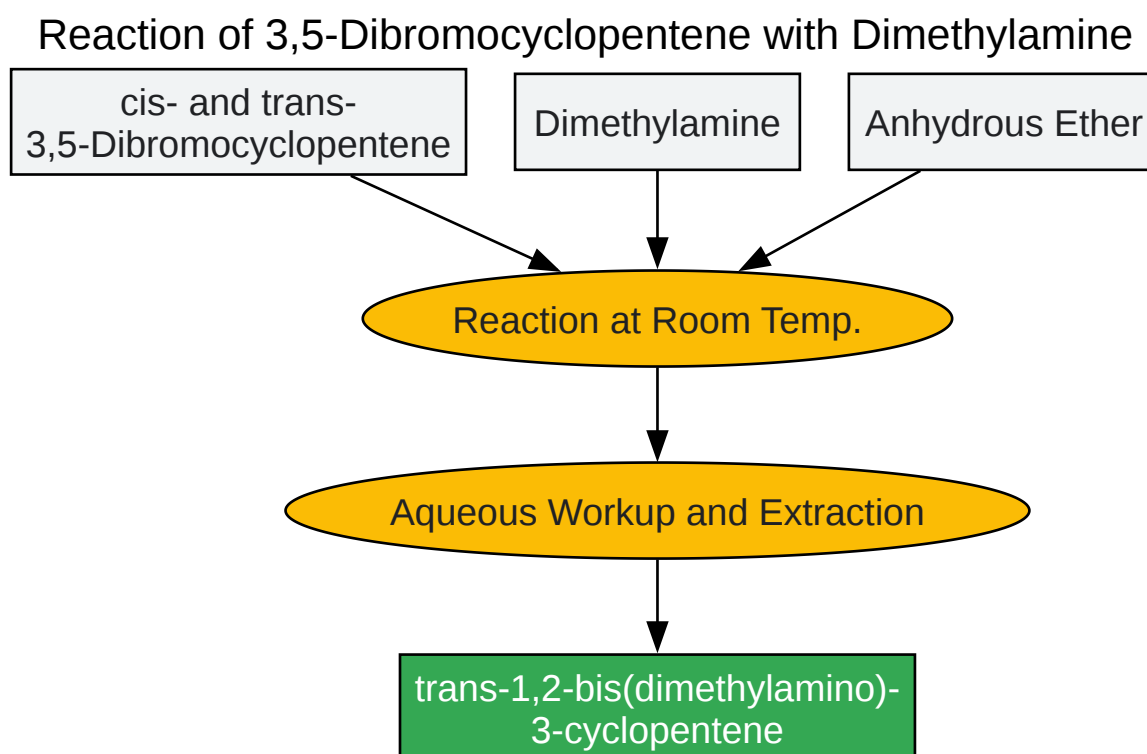 Reaction of 3,5-Dibromocyclopentene with Dimethylamine
cis- and trans-
3,5-Dibromocyclopentene
Dimethylamine
Anhydrous Ether
Reaction at Room Temp.
Aqueous Workup and Extraction
trans-1,2-bis(dimethylamino)-
3-cyclopentene